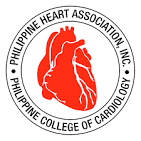 PHILIPPINE HEART ASSOCIATION, INC.
PHILIPPINE COLLEGE OF CARDIOLOGY